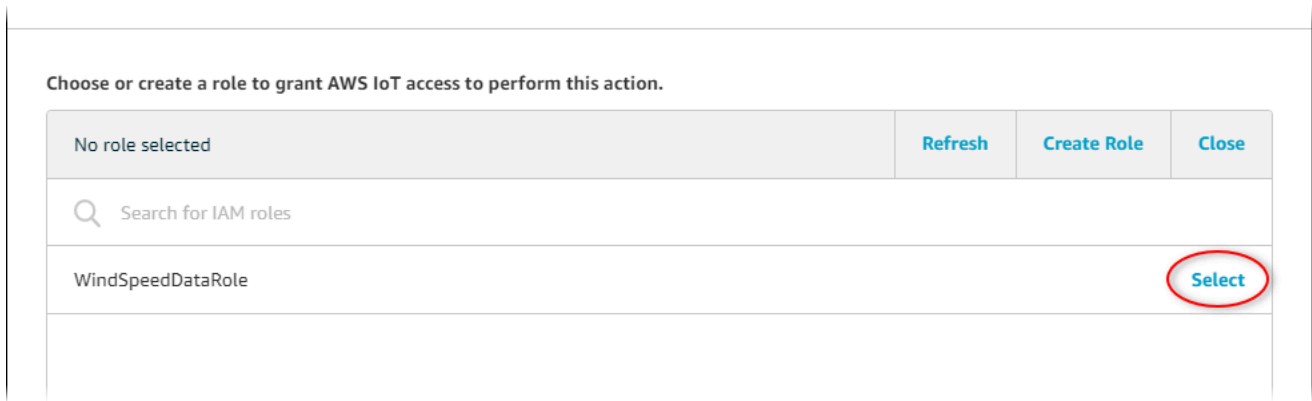 Choose or create a role to grant AWS IoT access to perform this action.
No role selected Refresh Create Role Close
Search for IAM roles
WindSpeedDataRole Select